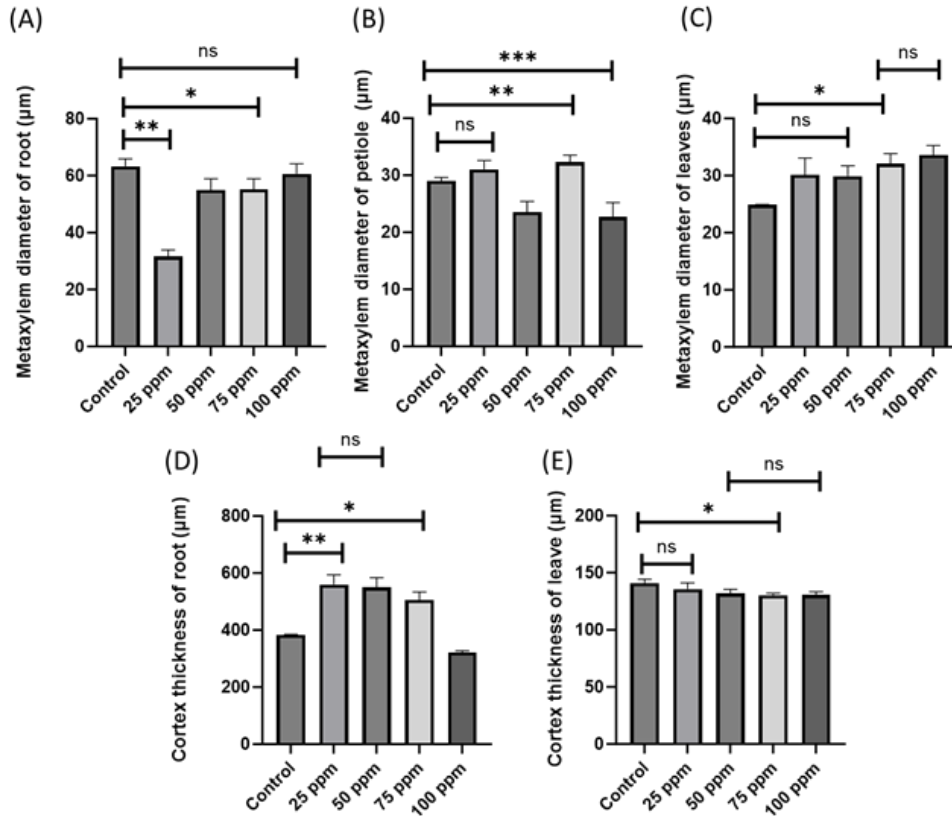 (A)
ns
*
**
Metaxylem diameter of root (µm)
80
60
40
20
0
Control
25 ppm
50 ppm
75 ppm
100 ppm
(B)
***
**
ns
Metaxylem diameter of petiole (µm)
40
30
20
10
0
Control
25 ppm
50 ppm
75 ppm
100 ppm
(C)
ns
*
ns
Metaxylem diameter of leaves (µm)
40
30
20
10
0
Control
25 ppm
50 ppm
75 ppm
100 ppm
(D)
ns
*
**
Cortex thickness of root (µm)
800
600
400
200
0
Control
25 ppm
50 ppm
75 ppm
100 ppm
(E)
ns
*
ns
Cortex thickness of leave (µm)
200
150
100
50
0
Control
25 ppm
50 ppm
75 ppm
100 ppm